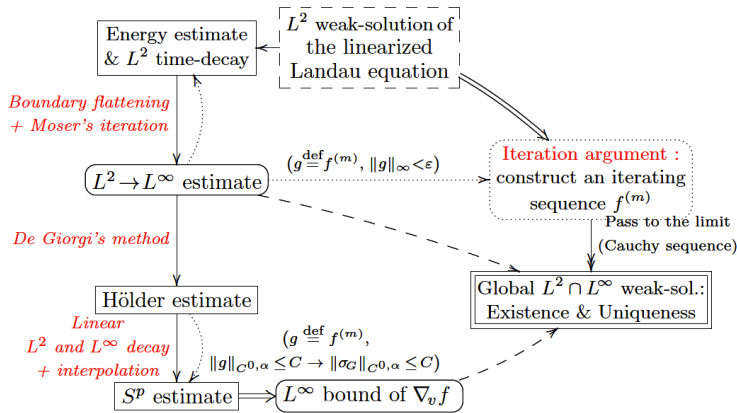 Energy estimate
& L² time-decay
L² weak-solution of
the linearized
Landau equation
Boundary flattening
+ Moser's iteration
(g def= f^(m), ‖g‖∞<ε)
L²→L∞ estimate
Iteration argument :
construct an iterating
sequence f^(m)
Pass to the limit
(Cauchy sequence)
De Giorgi's method
Global L² ∩ L∞ weak-sol.:
Existence & Uniqueness
Hölder estimate
Linear
L² and L∞ decay
+ interpolation
(g def= f^(m),
‖g‖_{C^{0,α}} ≤C → ‖σ_G‖_{C^{0,α}} ≤C)
S^p estimate
L∞ bound of ∇_v f